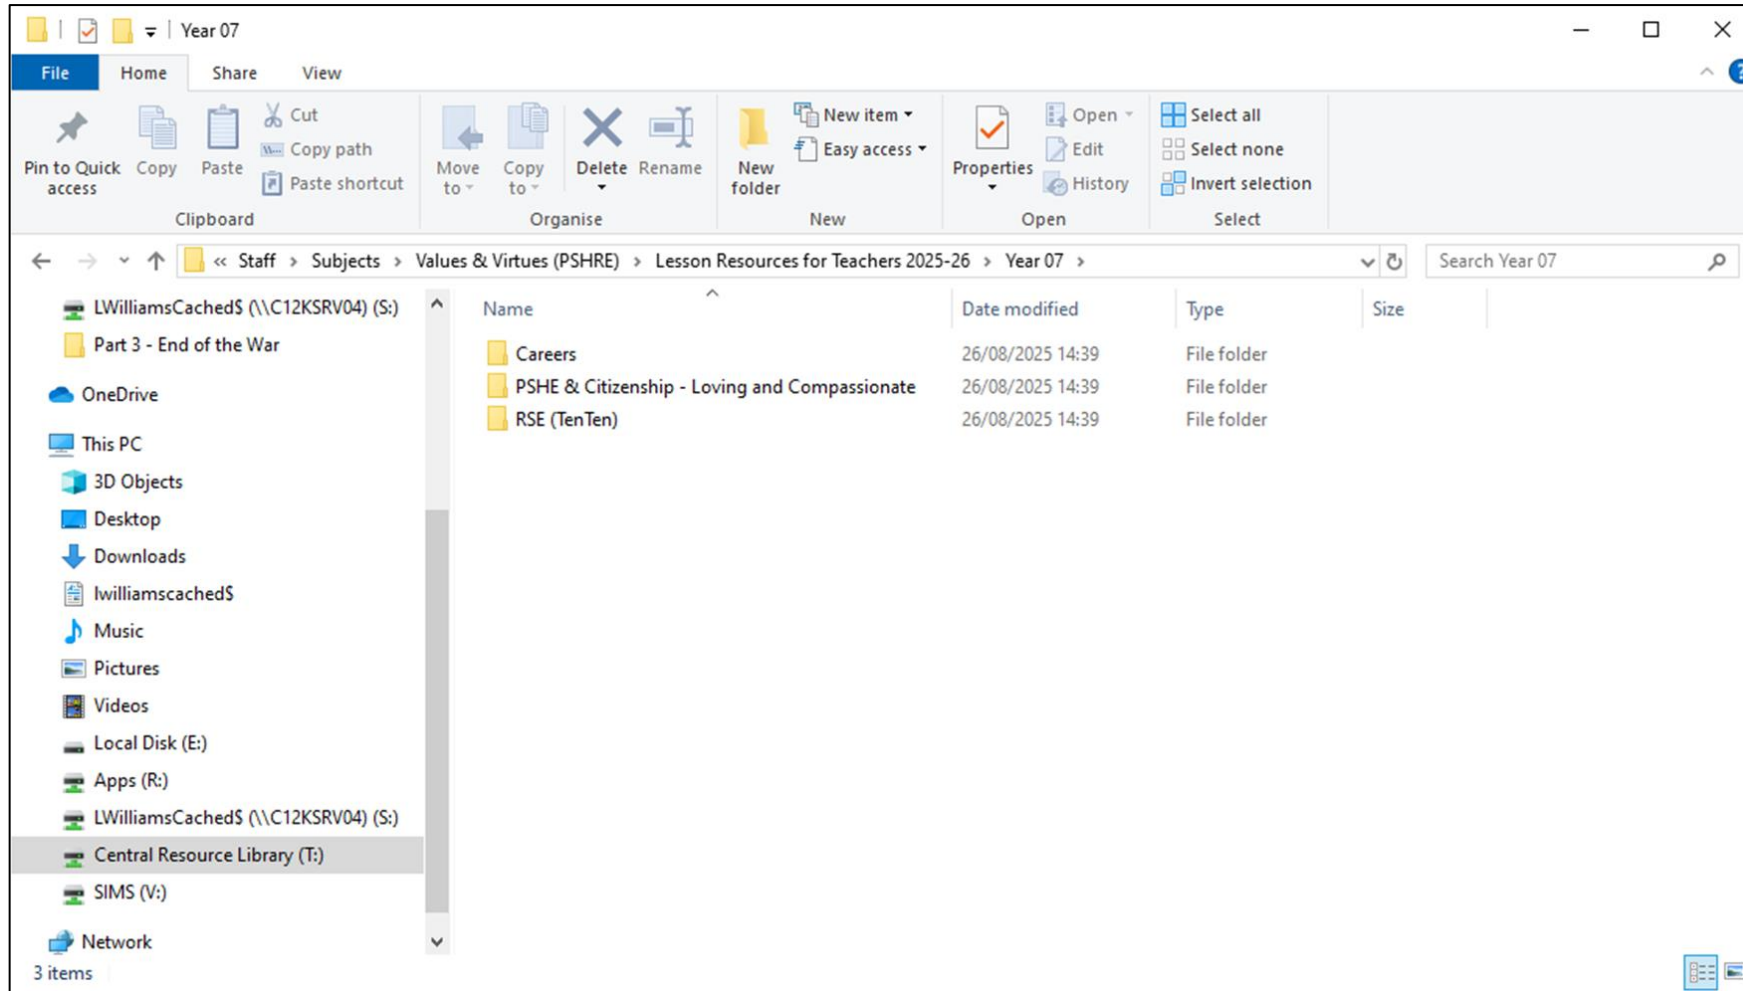 Year 07
File Home Share View
Pin to Quick access
Copy
Paste
Cut
Copy path
Paste shortcut
Clipboard
Move to
Copy to
Delete
Rename
Organise
New folder
New item
Easy access
New
Properties
Open
Edit
History
Open
Select all
Select none
Invert selection
Select
« Staff › Subjects › Values & Virtues (PSHRE) › Lesson Resources for Teachers 2025-26 › Year 07 ›
Search Year 07
LWilliamsCached$ (\\C12KSRV04) (S:)
Part 3 - End of the War
OneDrive
This PC
3D Objects
Desktop
Downloads
lwilliamscached$
Music
Pictures
Videos
Local Disk (E:)
Apps (R:)
LWilliamsCached$ (\\C12KSRV04) (S:)
Central Resource Library (T:)
SIMS (V:)
Network
Name Date modified Type Size
Careers 26/08/2025 14:39 File folder
PSHE & Citizenship - Loving and Compassionate 26/08/2025 14:39 File folder
RSE (TenTen) 26/08/2025 14:39 File folder
3 items